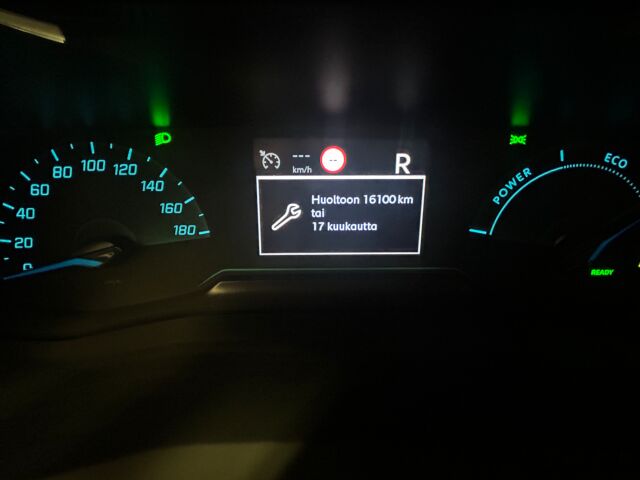 --- 
km/h
--
R
Huoltoon 16100 km
tai
17 kuukautta
0
20
40
60
80
100
120
140
160
180
POWER
ECO
READY